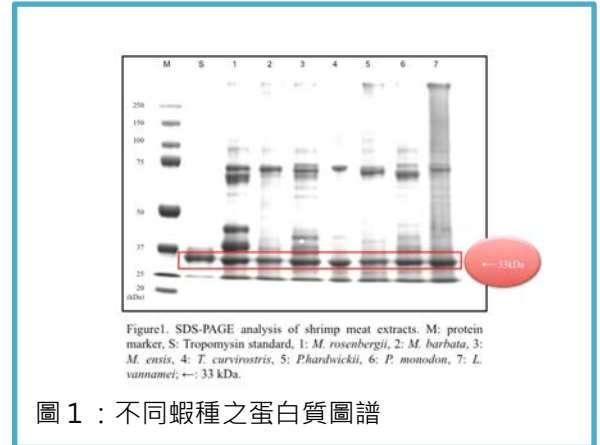 M S 1 2 3 4 5 6 7
250
150
100
75
50
37
25
20
(kDa)
← 33kDa
Figure1. SDS-PAGE analysis of shrimp meat extracts. M: protein
marker, S: Tropomysin standard, 1: M. rosenbergii, 2: M. barbata, 3:
M. ensis, 4: T. curvirostris, 5: P.hardwickii, 6: P. monodon, 7: L.
vannamei; ←: 33 kDa.
圖1：不同蝦種之蛋白質圖譜